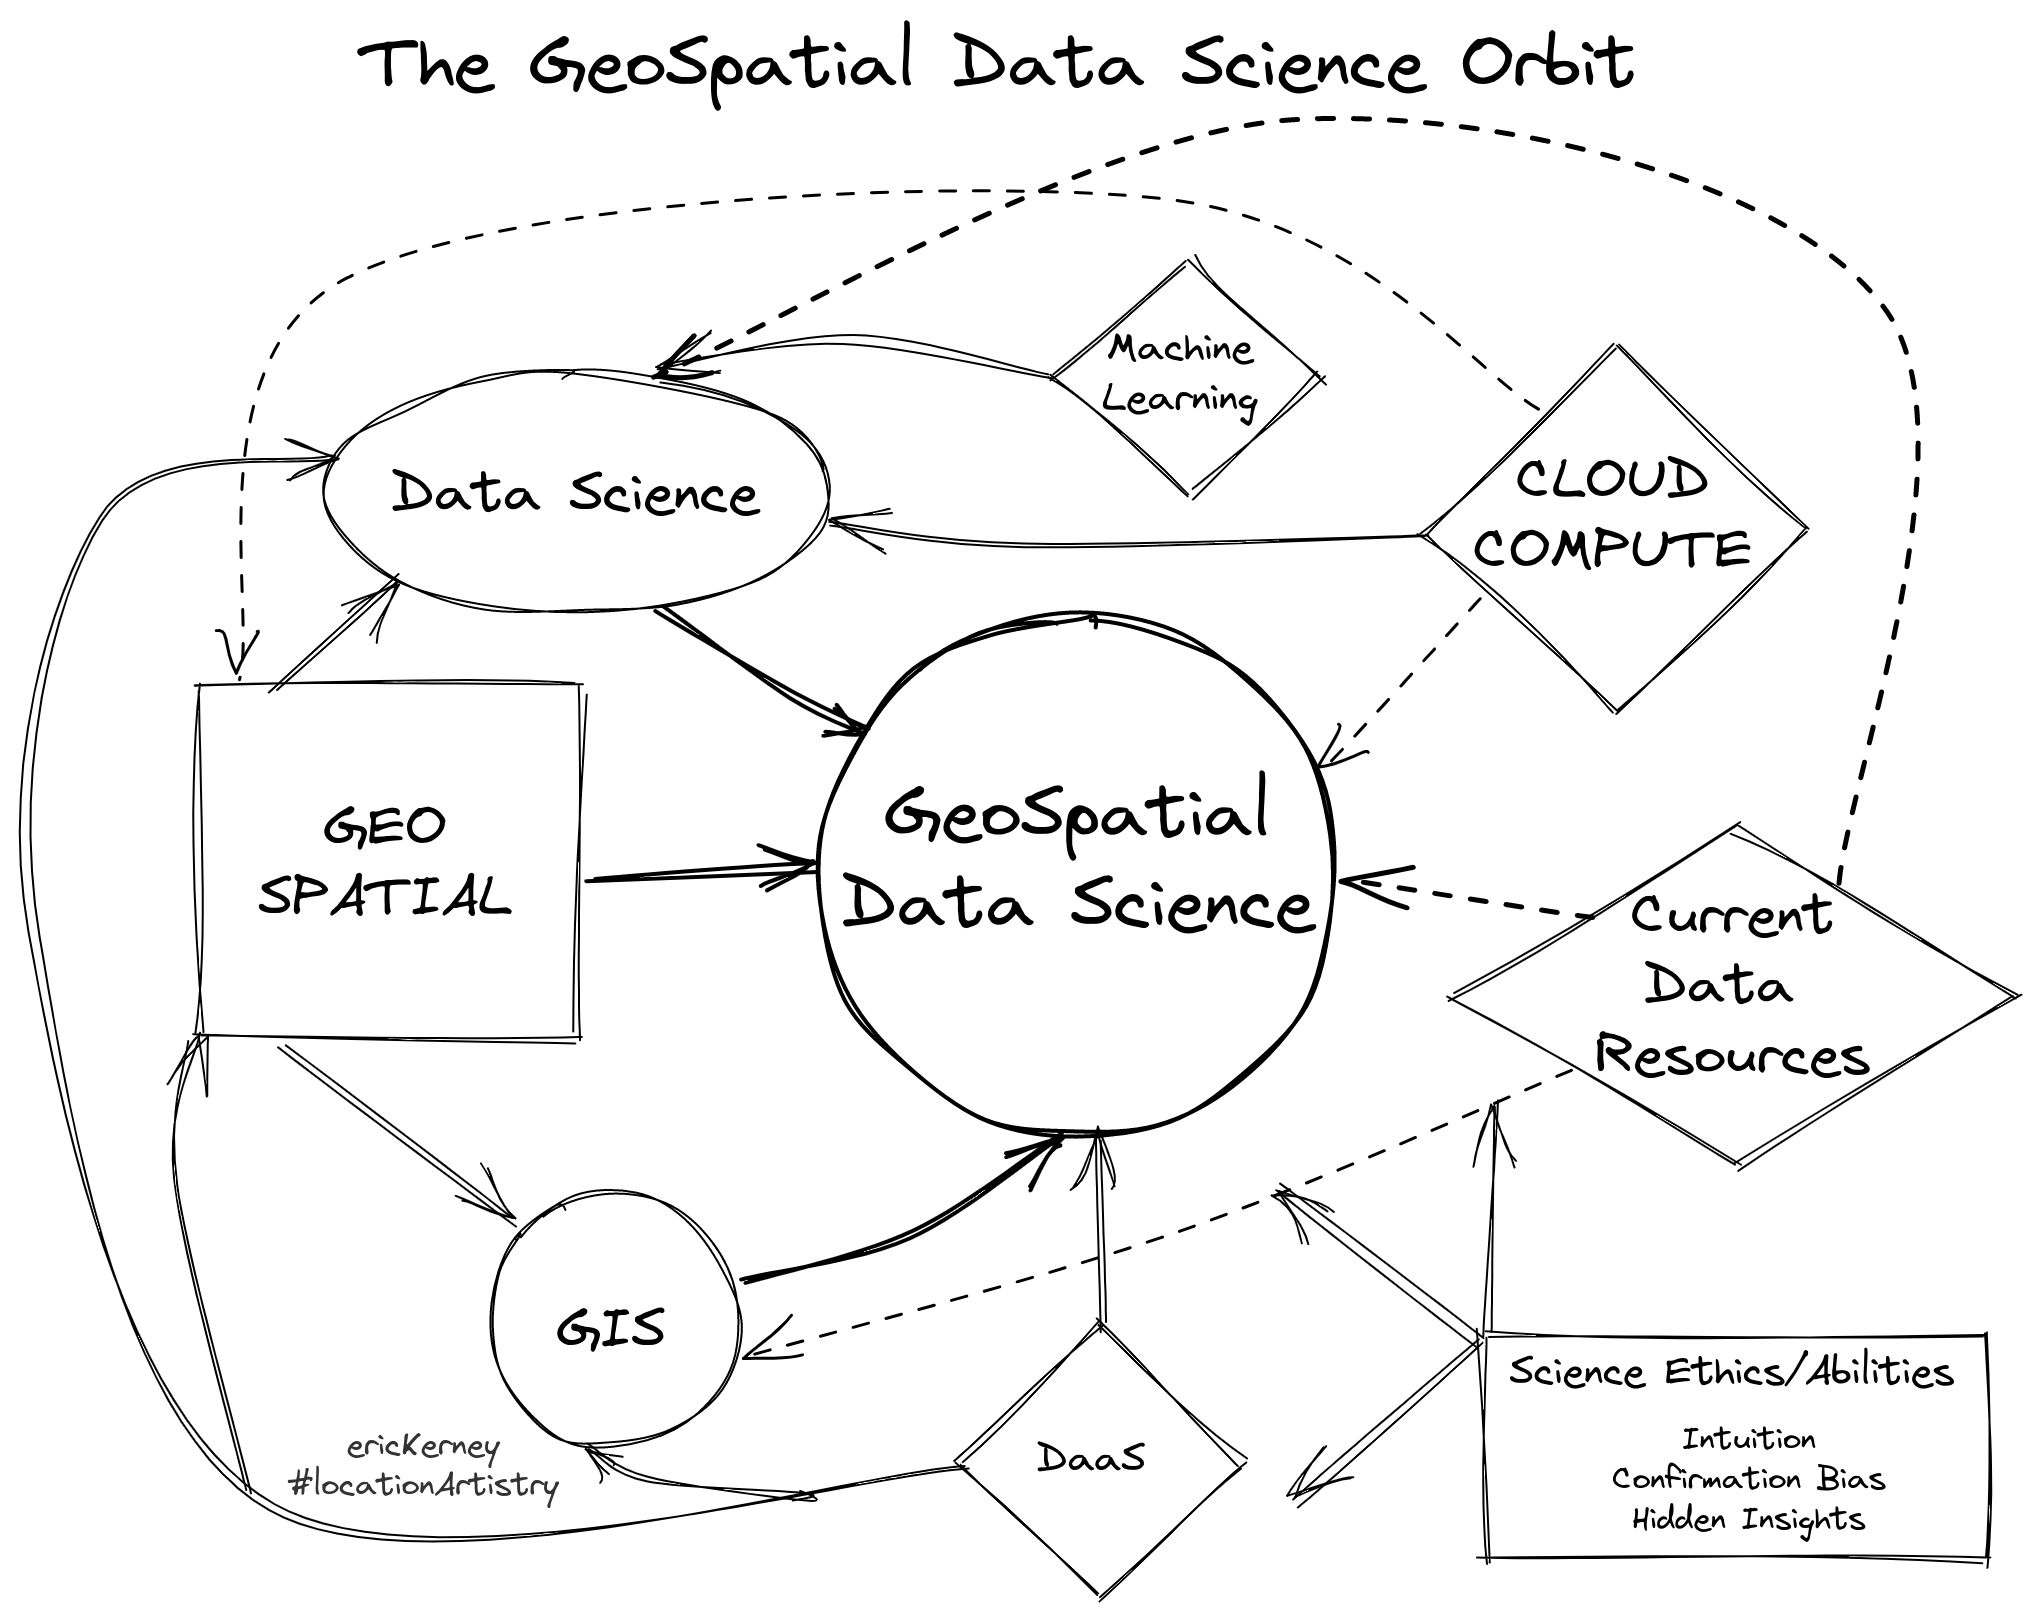 The GeoSpatial Data Science Orbit
Machine
Learning
Data Science
CLOUD
COMPUTE
GEO
SPATIAL
GeoSpatial
Data Science
Current
Data
Resources
GIS
DaaS
Science Ethics/Abilities
Intuition
Confirmation Bias
Hidden Insights
ericKerney
#locationArtistry